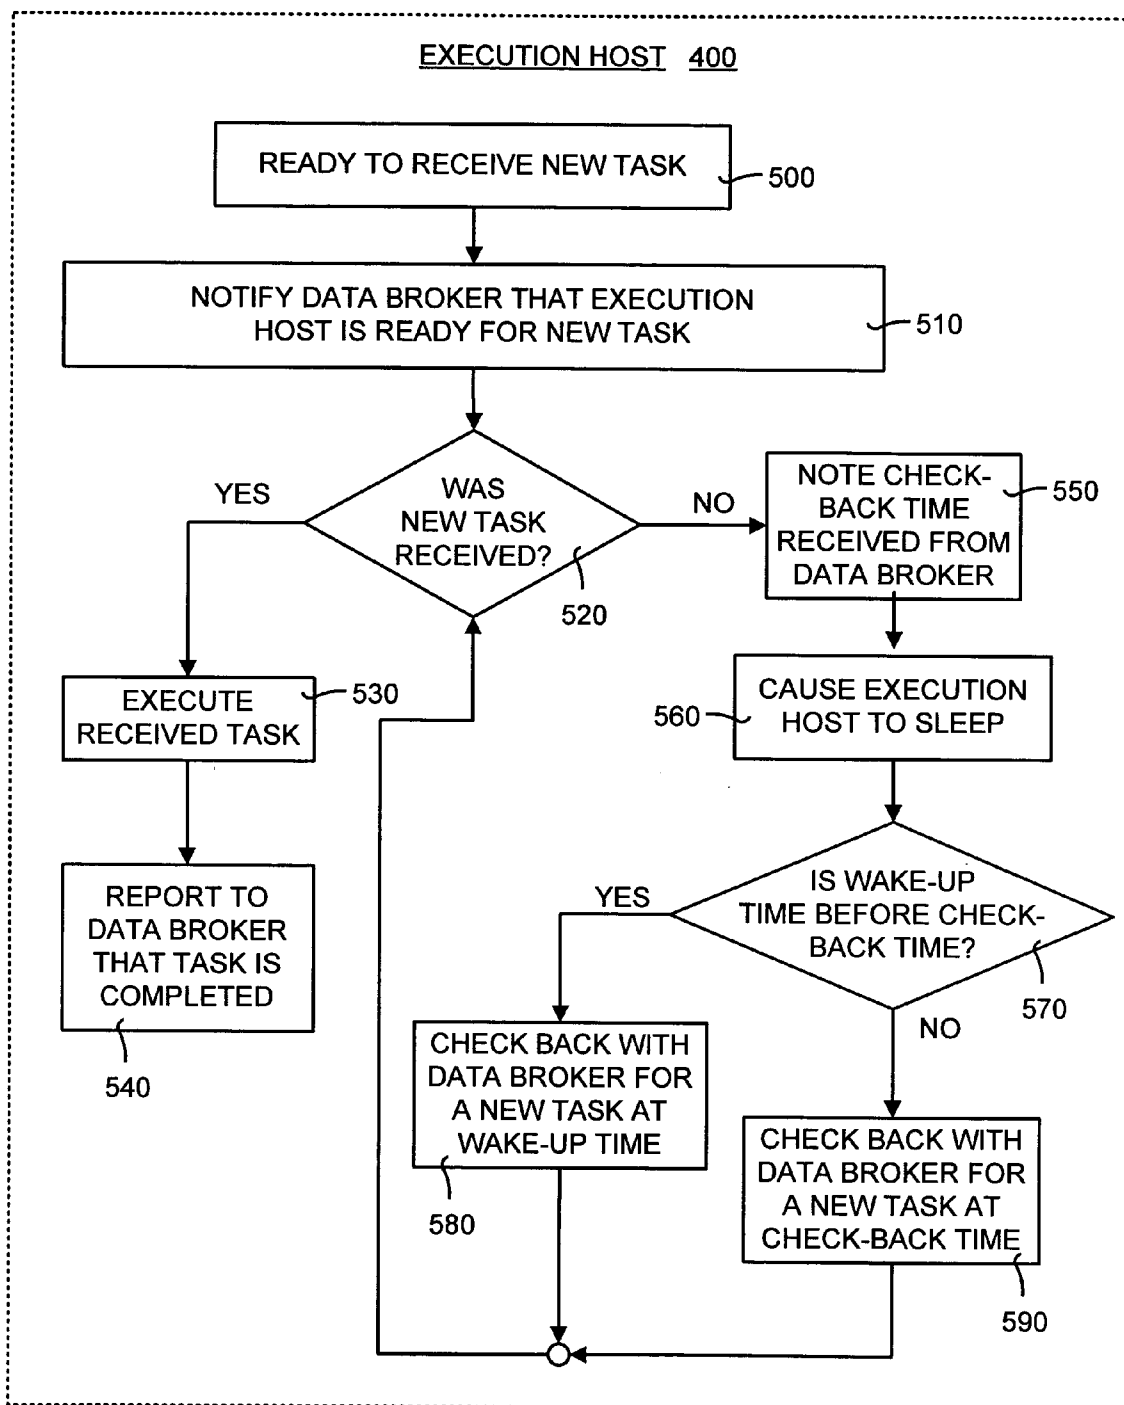 EXECUTION HOST 400
READY TO RECEIVE NEW TASK
500
NOTIFY DATA BROKER THAT EXECUTION
HOST IS READY FOR NEW TASK
510
WAS
NEW TASK
RECEIVED?
520
YES
NO
NOTE CHECK-
BACK TIME
RECEIVED FROM
DATA BROKER
550
EXECUTE
RECEIVED TASK
530
CAUSE EXECUTION
HOST TO SLEEP
560
REPORT TO
DATA BROKER
THAT TASK IS
COMPLETED
540
IS WAKE-UP
TIME BEFORE CHECK-
BACK TIME?
570
YES
NO
CHECK BACK WITH
DATA BROKER FOR
A NEW TASK AT
WAKE-UP TIME
580
CHECK BACK WITH
DATA BROKER FOR
A NEW TASK AT
CHECK-BACK TIME
590